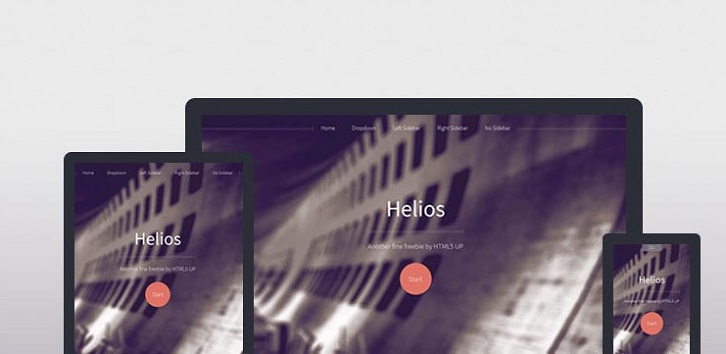 Home Dropdown Left Sidebar Right Sidebar No Sidebar
Helios
Another fine freebie by HTML5 UP
Start
Home Dropdown Left Sidebar Right Sidebar No Sidebar
Helios
Another fine freebie by HTML5 UP
Start
Helios
Another fine freebie by HTML5 UP
Start